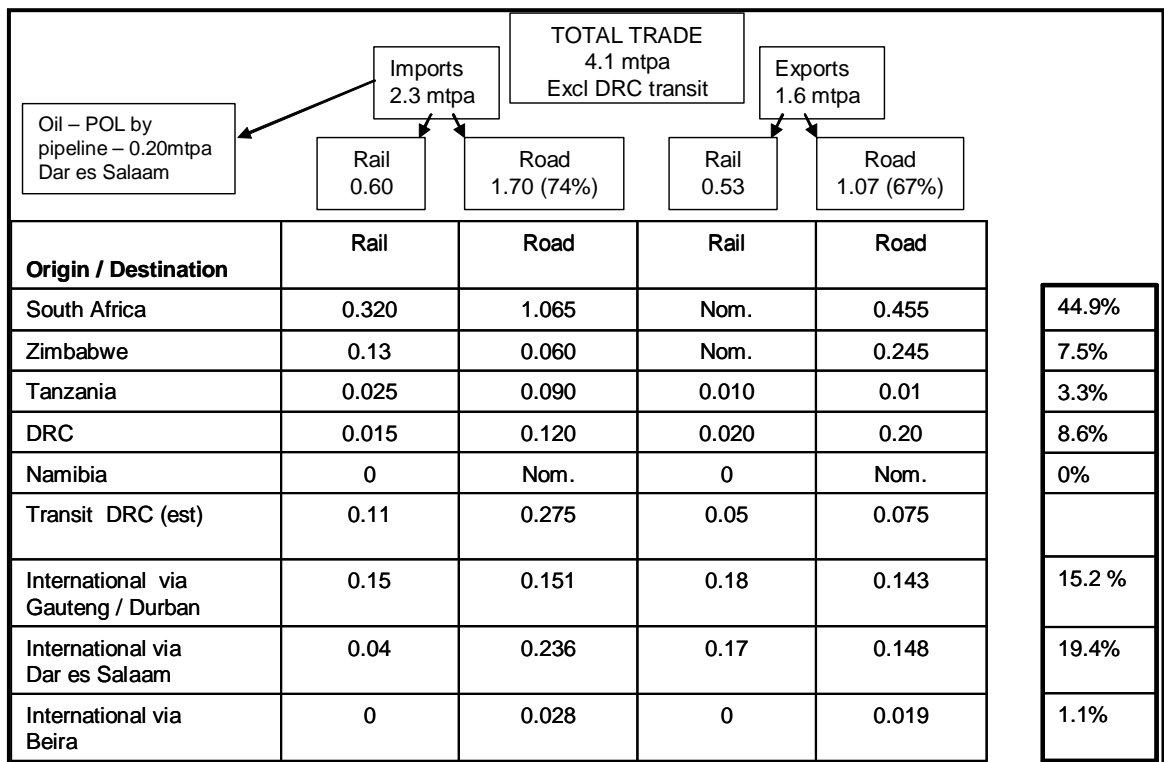 TOTAL TRADE
4.1 mtpa
Excl DRC transit
Imports
2.3 mtpa
Exports
1.6 mtpa
Oil – POL by
pipeline – 0.20mtpa
Dar es Salaam
Rail
0.60
Road
1.70 (74%)
Rail
0.53
Road
1.07 (67%)
Origin / Destination Rail Road Rail Road
South Africa 0.320 1.065 Nom. 0.455 44.9%
Zimbabwe 0.13 0.060 Nom. 0.245 7.5%
Tanzania 0.025 0.090 0.010 0.01 3.3%
DRC 0.015 0.120 0.020 0.20 8.6%
Namibia 0 Nom. 0 Nom. 0%
Transit DRC (est) 0.11 0.275 0.05 0.075
International via 0.15 0.151 0.18 0.143 15.2 %
Gauteng / Durban
International via 0.04 0.236 0.17 0.148 19.4%
Dar es Salaam
International via 0 0.028 0 0.019 1.1%
Beira